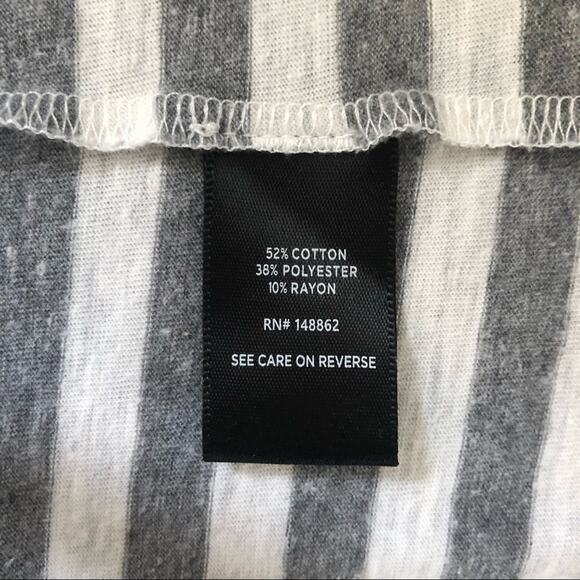 52% COTTON
38% POLYESTER
10% RAYON
RN# 148862
SEE CARE ON REVERSE